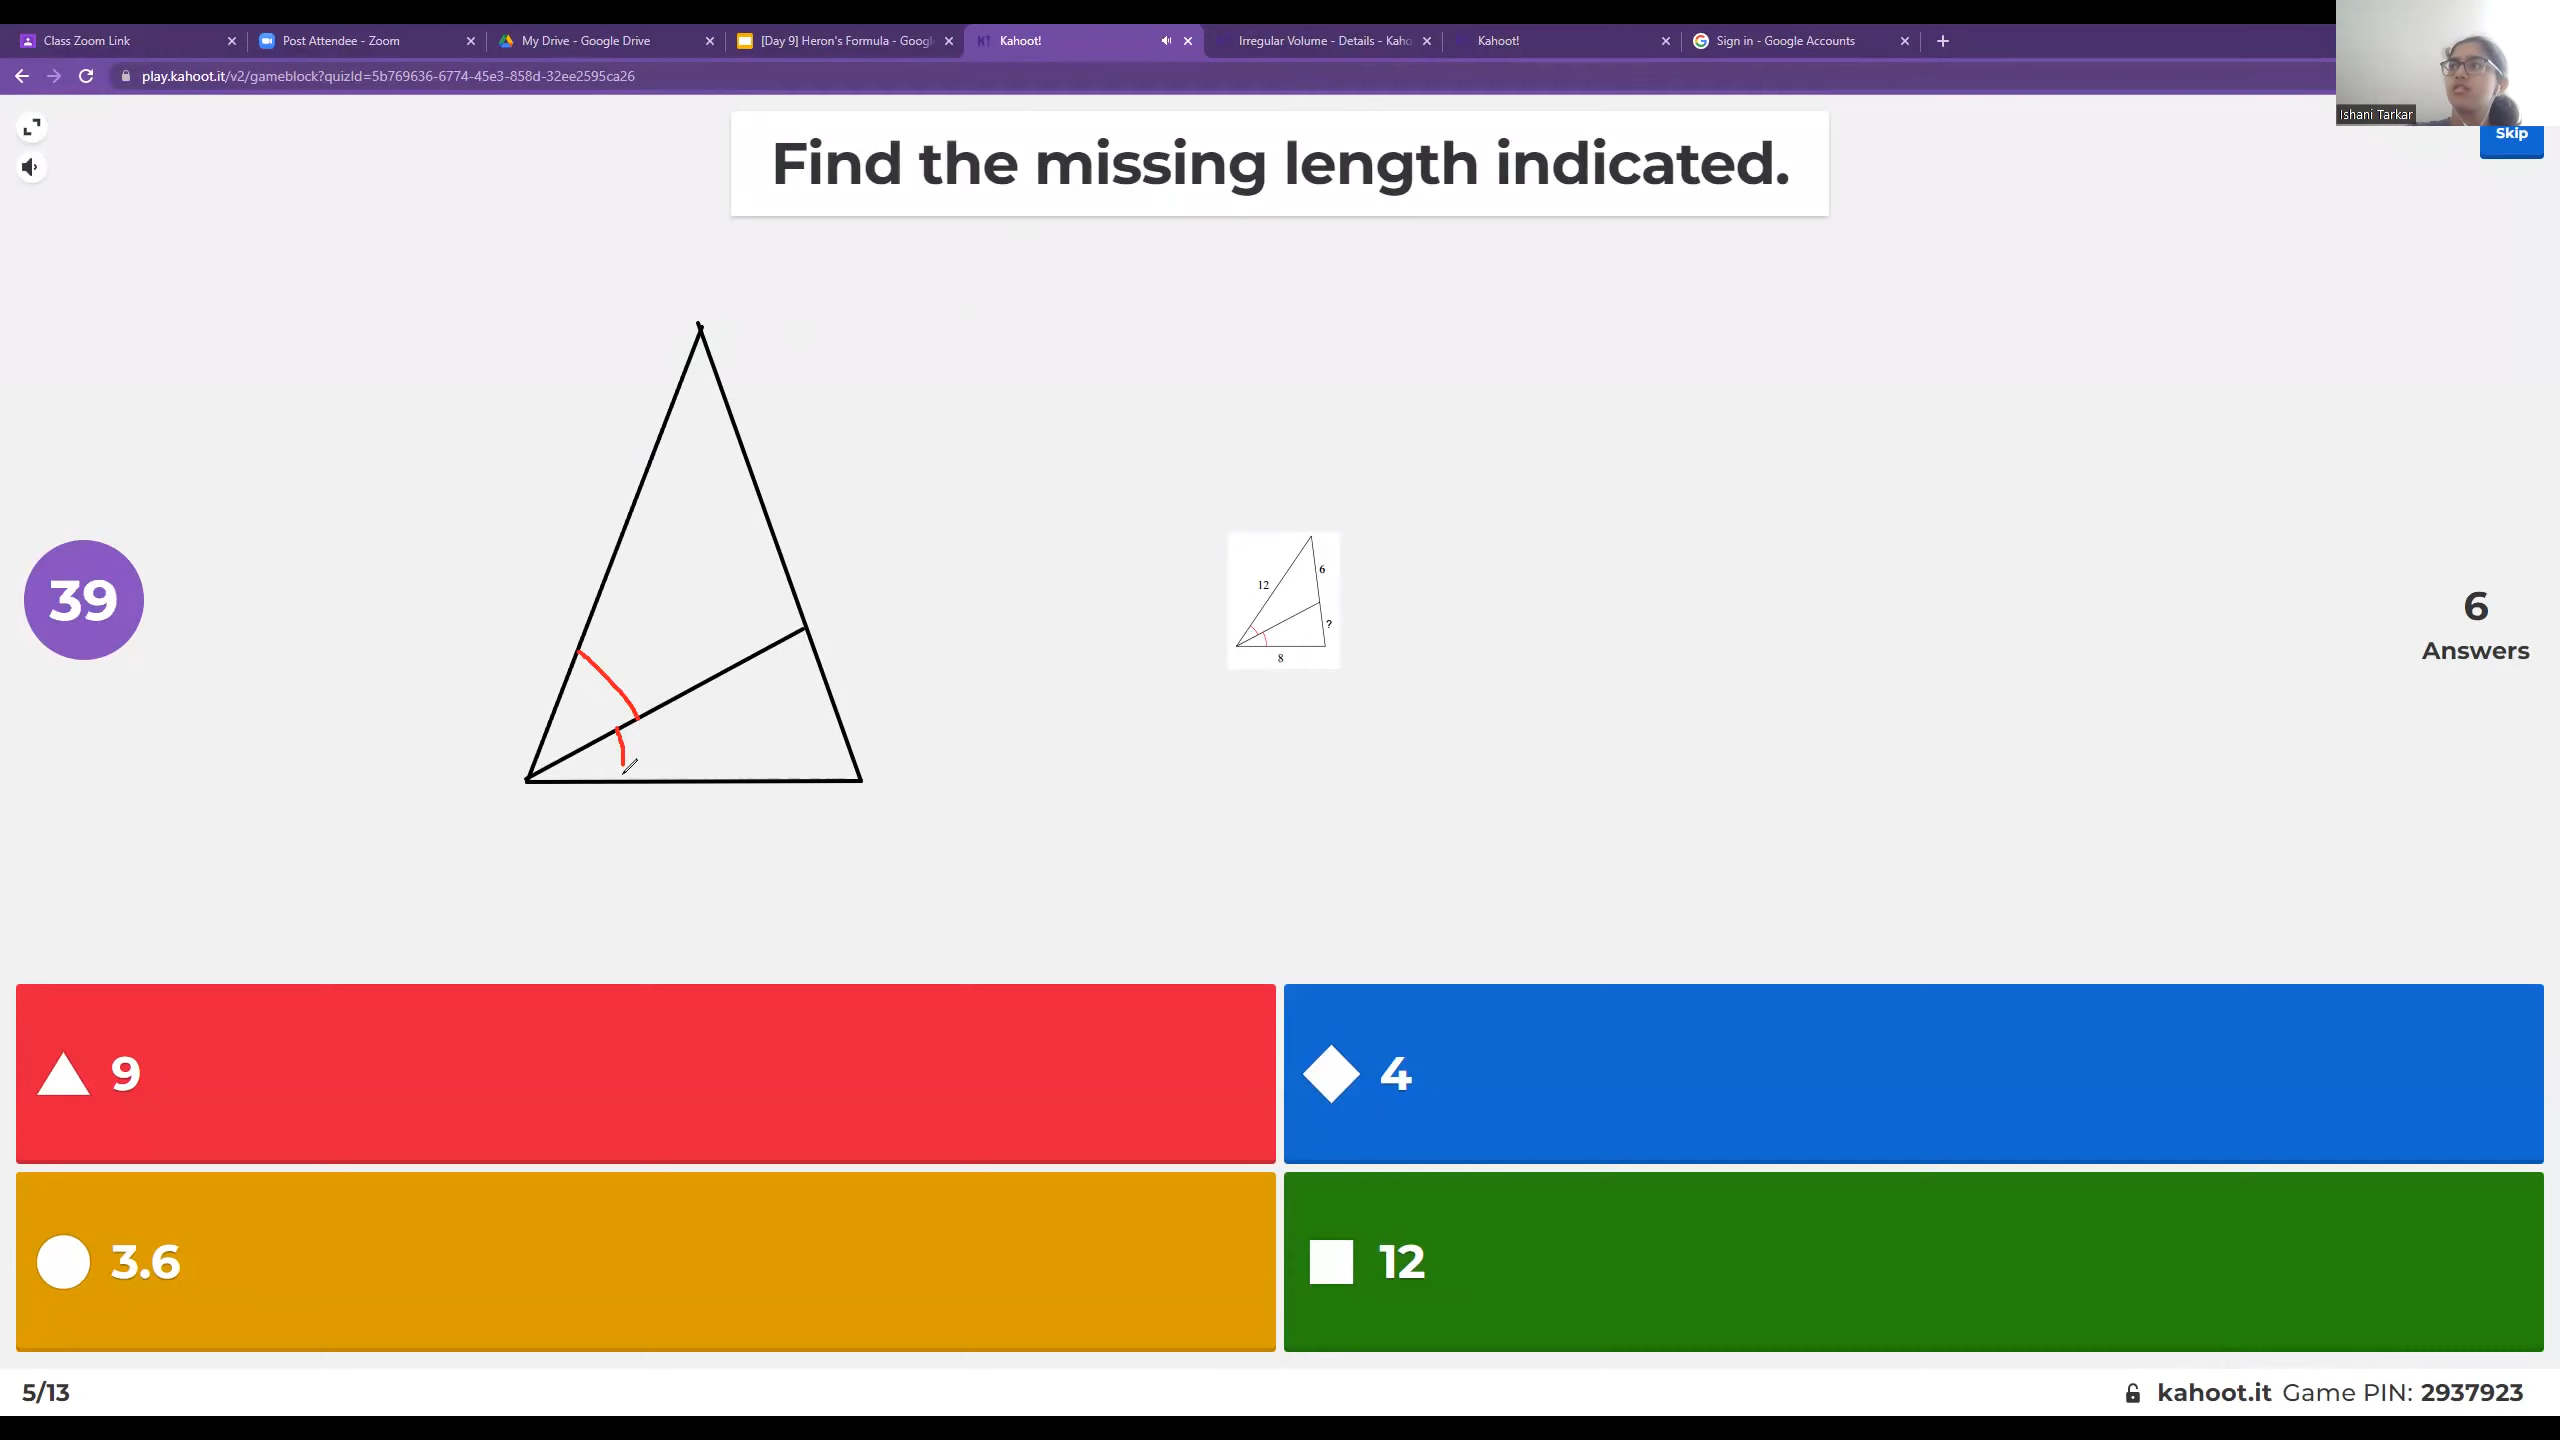 Class Zoom Link
Post Attendee - Zoom
My Drive - Google Drive
[Day 9] Heron's Formula - Googl
Kahoot!
Irregular Volume - Details - Kaho
Kahoot!
Sign in - Google Accounts
play.kahoot.it/v2/gameblock?quizId=5b769636-6774-45e3-858d-32ee2595ca26
Ishani Tarkar
Skip
Find the missing length indicated.
39
12
6
?
8
6
Answers
9
4
3.6
12
5/13
kahoot.it Game PIN: 2937923